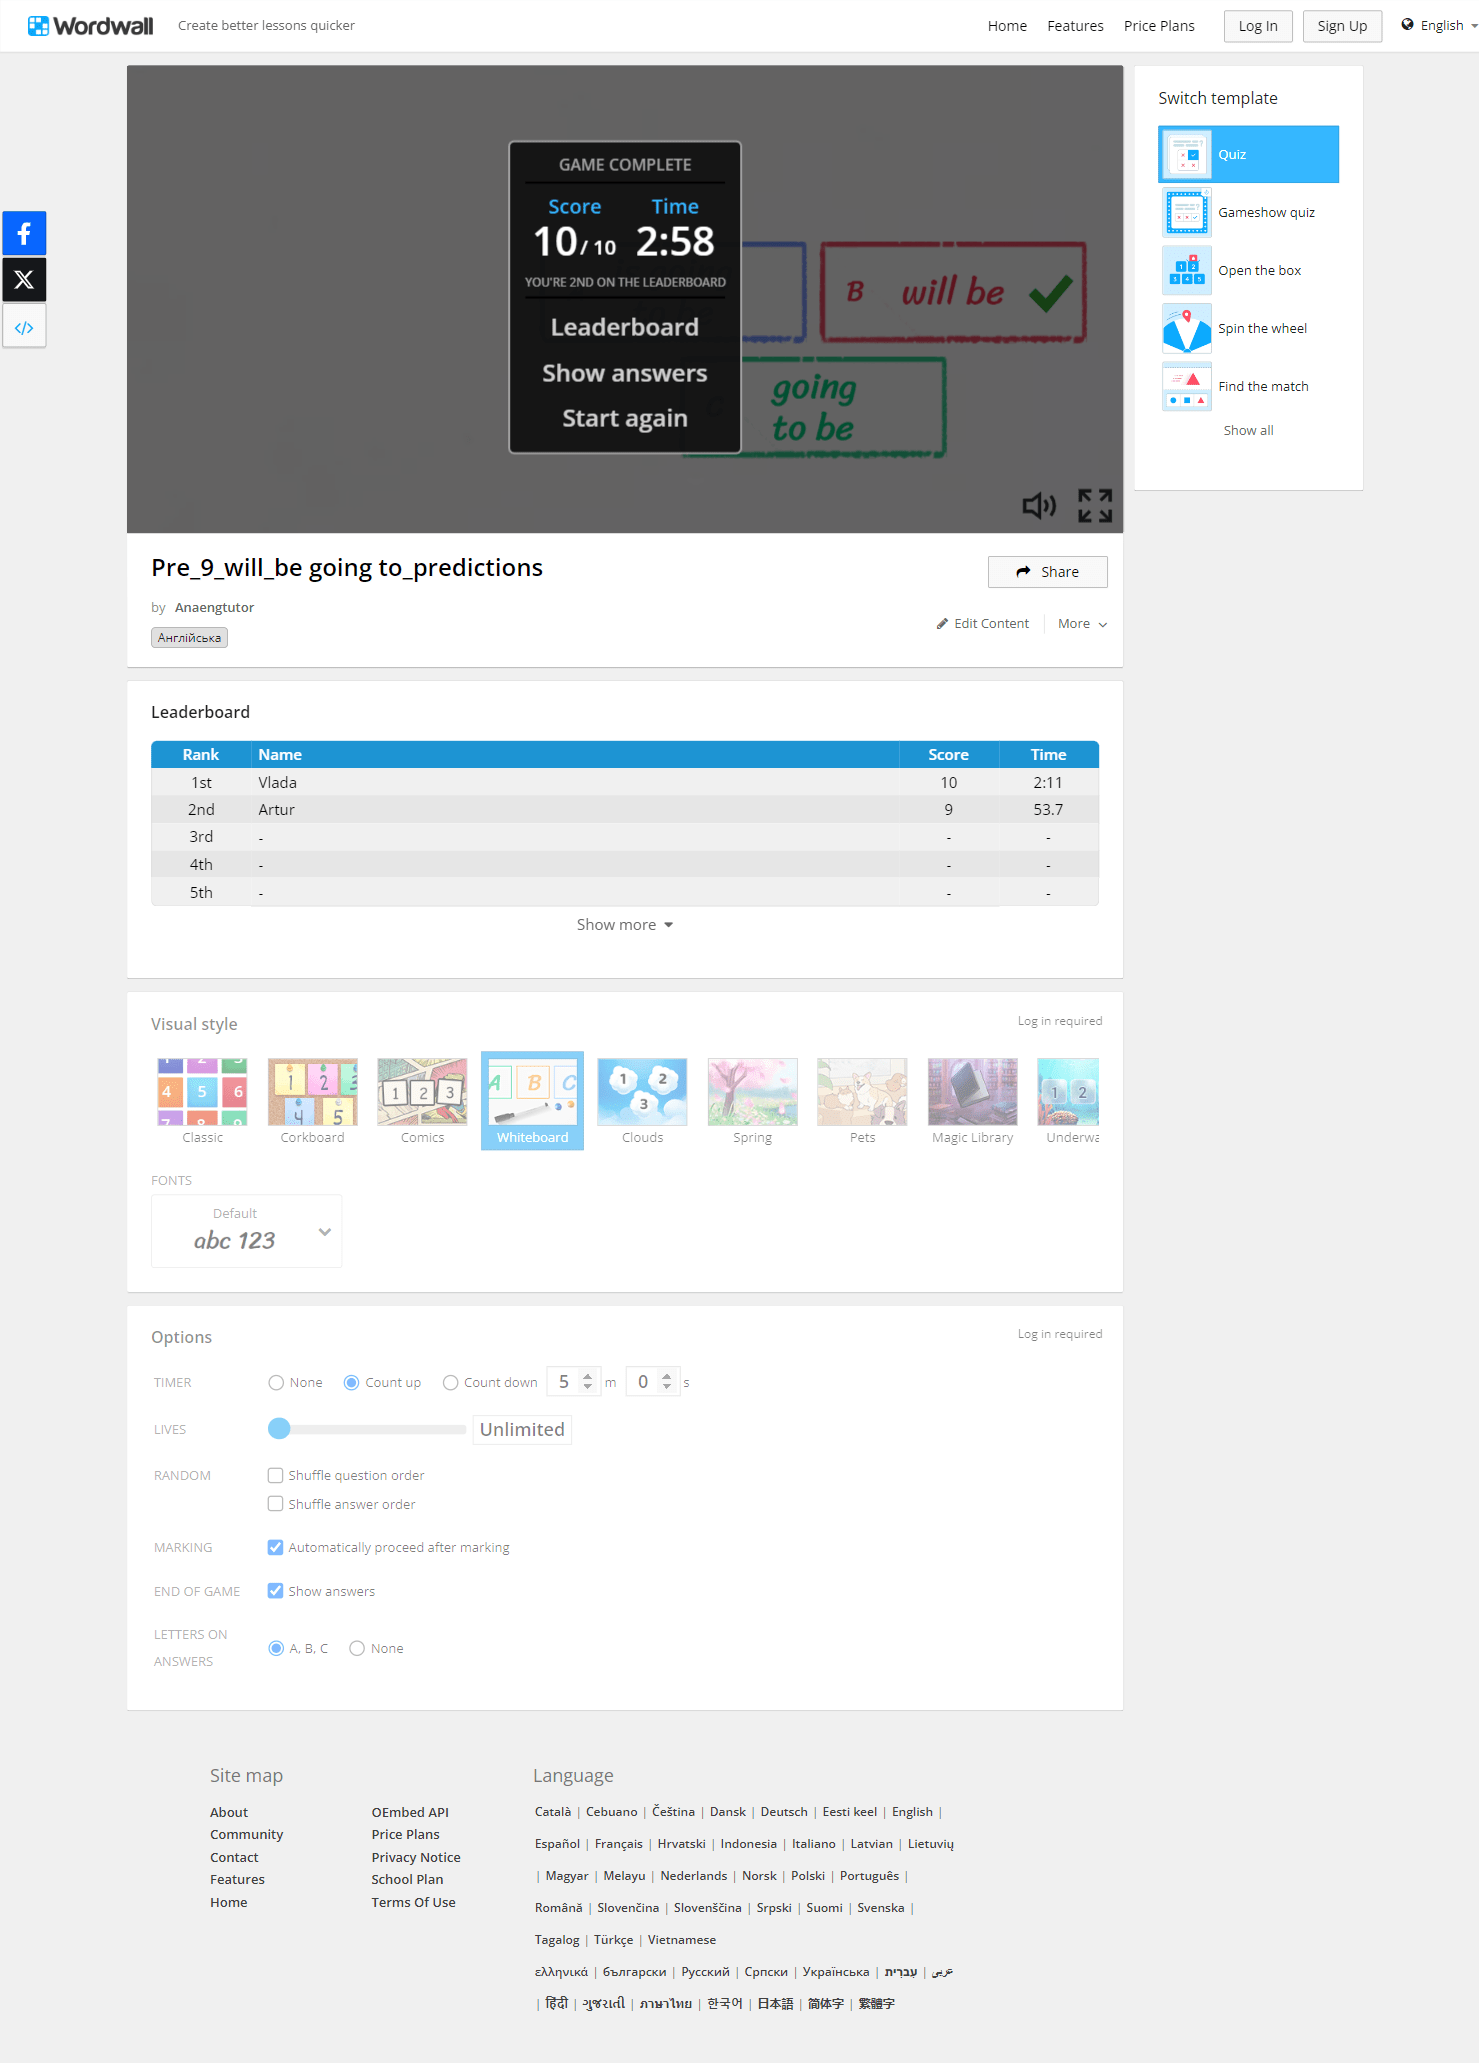 Wordwall Create better lessons quicker Home Features Price Plans Log In Sign Up English
GAME COMPLETE
Score Time
10/ 10 2:58
YOU'RE 2ND ON THE LEADERBOARD
Leaderboard
Show answers
Start again
B will be
going
to be
Switch template
Quiz
Gameshow quiz
Open the box
Spin the wheel
Find the match
Show all
Pre_9_will_be going to_predictions
Share
by Anaengtutor
Edit Content More
Англійська
Leaderboard
Rank Name Score Time
1st Vlada 10 2:11
2nd Artur 9 53.7
3rd - - -
4th - - -
5th - - -
Show more
Visual style Log in required
Classic Corkboard Comics Whiteboard Clouds Spring Pets Magic Library Underwa
FONTS
Default
abc 123
Options Log in required
TIMER None Count up Count down 5 m 0 s
LIVES Unlimited
RANDOM Shuffle question order
Shuffle answer order
MARKING Automatically proceed after marking
END OF GAME Show answers
LETTERS ON
ANSWERS
A, B, C None
Site map
About
Community
Contact
Features
Home
OEmbed API
Price Plans
Privacy Notice
School Plan
Terms Of Use
Language
Català | Cebuano | Čeština | Dansk | Deutsch | Eesti keel | English |
Español | Français | Hrvatski | Indonesia | Italiano | Latvian | Lietuvių
| Magyar | Melayu | Nederlands | Norsk | Polski | Português |
Română | Slovenčina | Slovenščina | Srpski | Suomi | Svenska |
Tagalog | Türkçe | Vietnamese
ελληνικά | български | Русский | Српски | Українська | עברית | عربى
| हिंदी | ગુજરાતી | ภาษาไทย | 한국어 | 日本語 | 简体字 | 繁體字